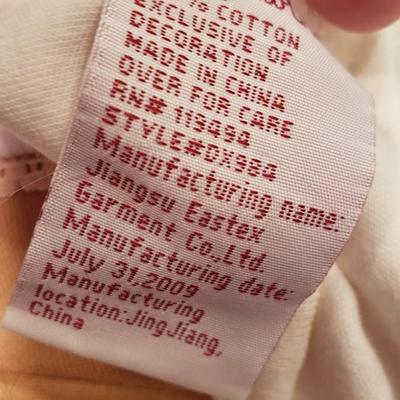 % COTTON
EXCLUSIVE OF
DECORATION
MADE IN CHINA
OVER FOR CARE
RN# 119494
STYLE#DX984
Manufacturing name:
Jiangsu Eastex
Garment Co.,Ltd.
Manufacturing date:
July 31,2009
Manufacturing
location:JingJiang,
China